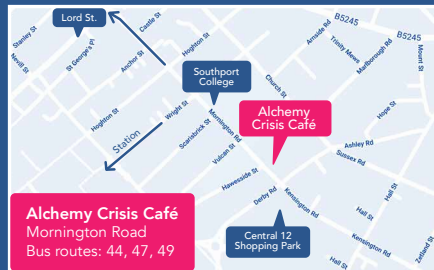 Lord St.
Stanley St
Nevill St
St George's Pl
Castle St
Hoghton St
Anchor St
B5245
B5245
Arnside Rd
Trinity Mews
Marlborough Rd
Mount St
Southport
College
Church St
Hoghton St
Wright St
Station
Scarisbrick St
Mornington Rd
Vulcan St
Alchemy
Crisis Café
Hope St
Ashley Rd
Sussex Rd
Hawesside St
Derby Rd
Kensington Rd
Hall St
Hall St
Kensington Rd
Zetland St
Central 12
Shopping Park
Alchemy Crisis Café
Mornington Road
Bus routes: 44, 47, 49